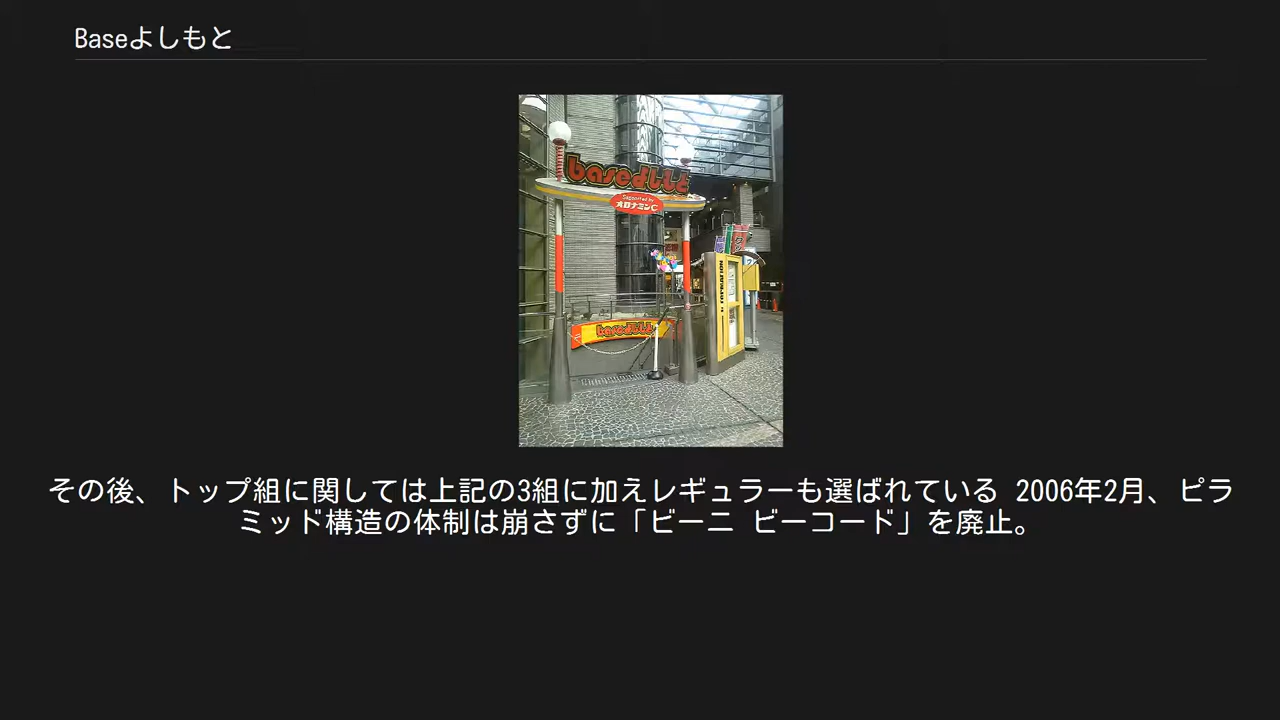 Baseよしもと
baseよしもと
Supported by
オロナミンC
baseよしもと
INFORMATION
その後、トップ組に関しては上記の3組に加えレギュラーも選ばれている 2006年2月、ピラ
ミッド構造の体制は崩さずに「ビーニ ビーコード」を廃止。